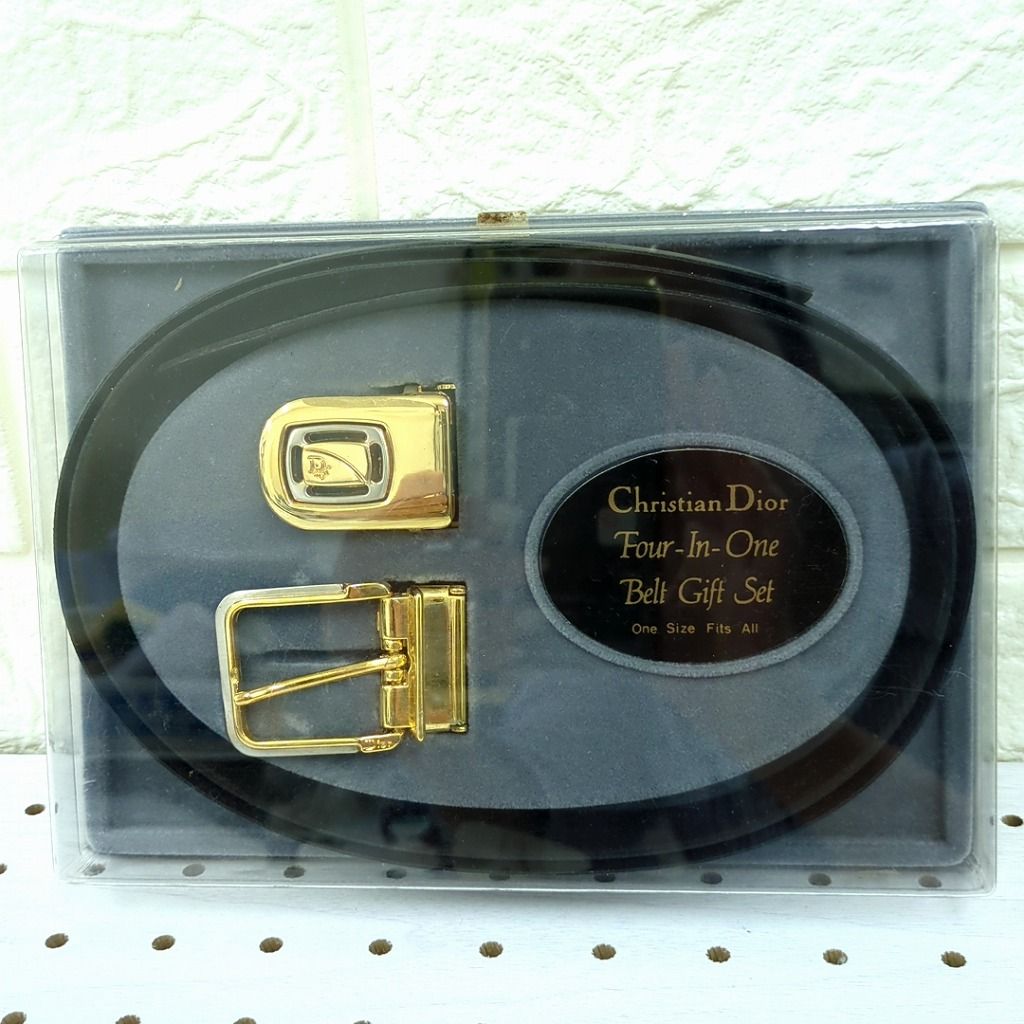 Christian Dior
Four-In-One
Belt Gift Set
One Size Fits All